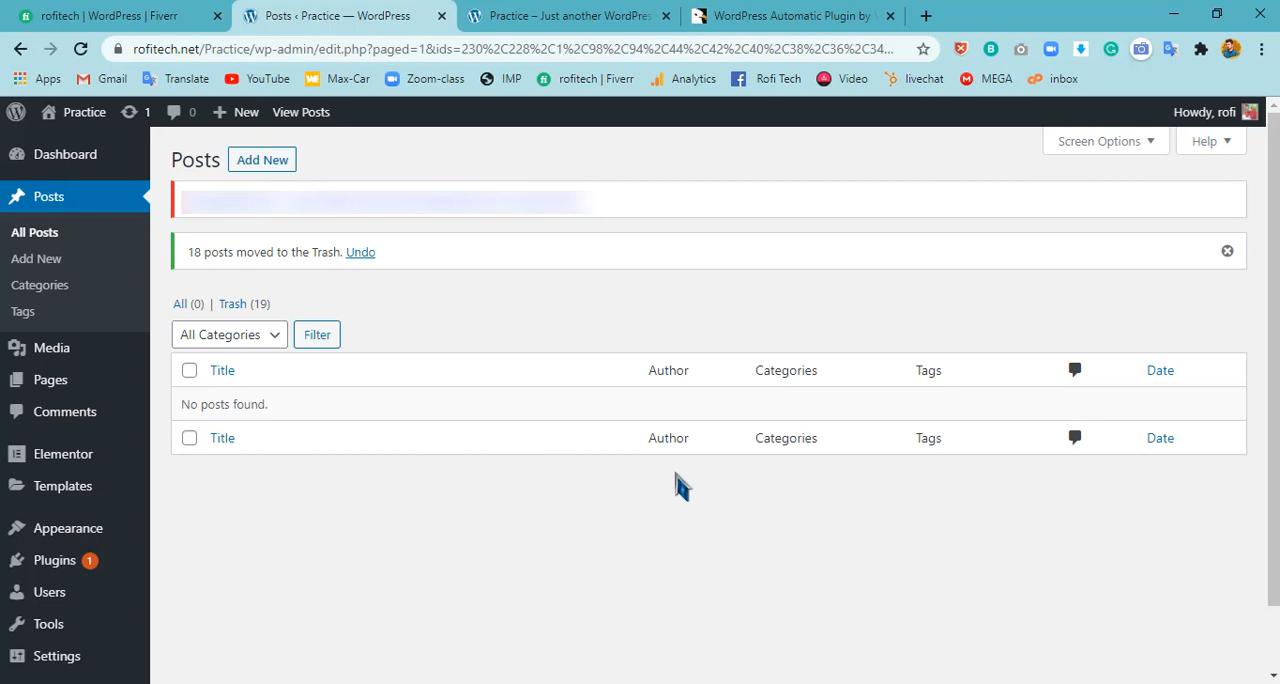 rofitech | WordPress | Fiverr
Posts ‹ Practice — WordPress
Practice – Just another WordPres
WordPress Automatic Plugin by V
rofitech.net/Practice/wp-admin/edit.php?paged=1&ids=230%2C228%2C1%2C98%2C94%2C44%2C42%2C40%2C38%2C36%2C34...
Apps
Gmail
Translate
YouTube
Max-Car
Zoom-class
IMP
rofitech | Fiverr
Analytics
Rofi Tech
Video
livechat
MEGA
inbox
Practice
1
0
New
View Posts
Howdy, rofi
Dashboard
Posts
All Posts
Add New
Categories
Tags
Media
Pages
Comments
Elementor
Templates
Appearance
Plugins 1
Users
Tools
Settings
Screen Options
Help
Posts
Add New
18 posts moved to the Trash. Undo
All (0) | Trash (19)
All Categories
Filter
Title Author Categories Tags Date
No posts found.
Title Author Categories Tags Date